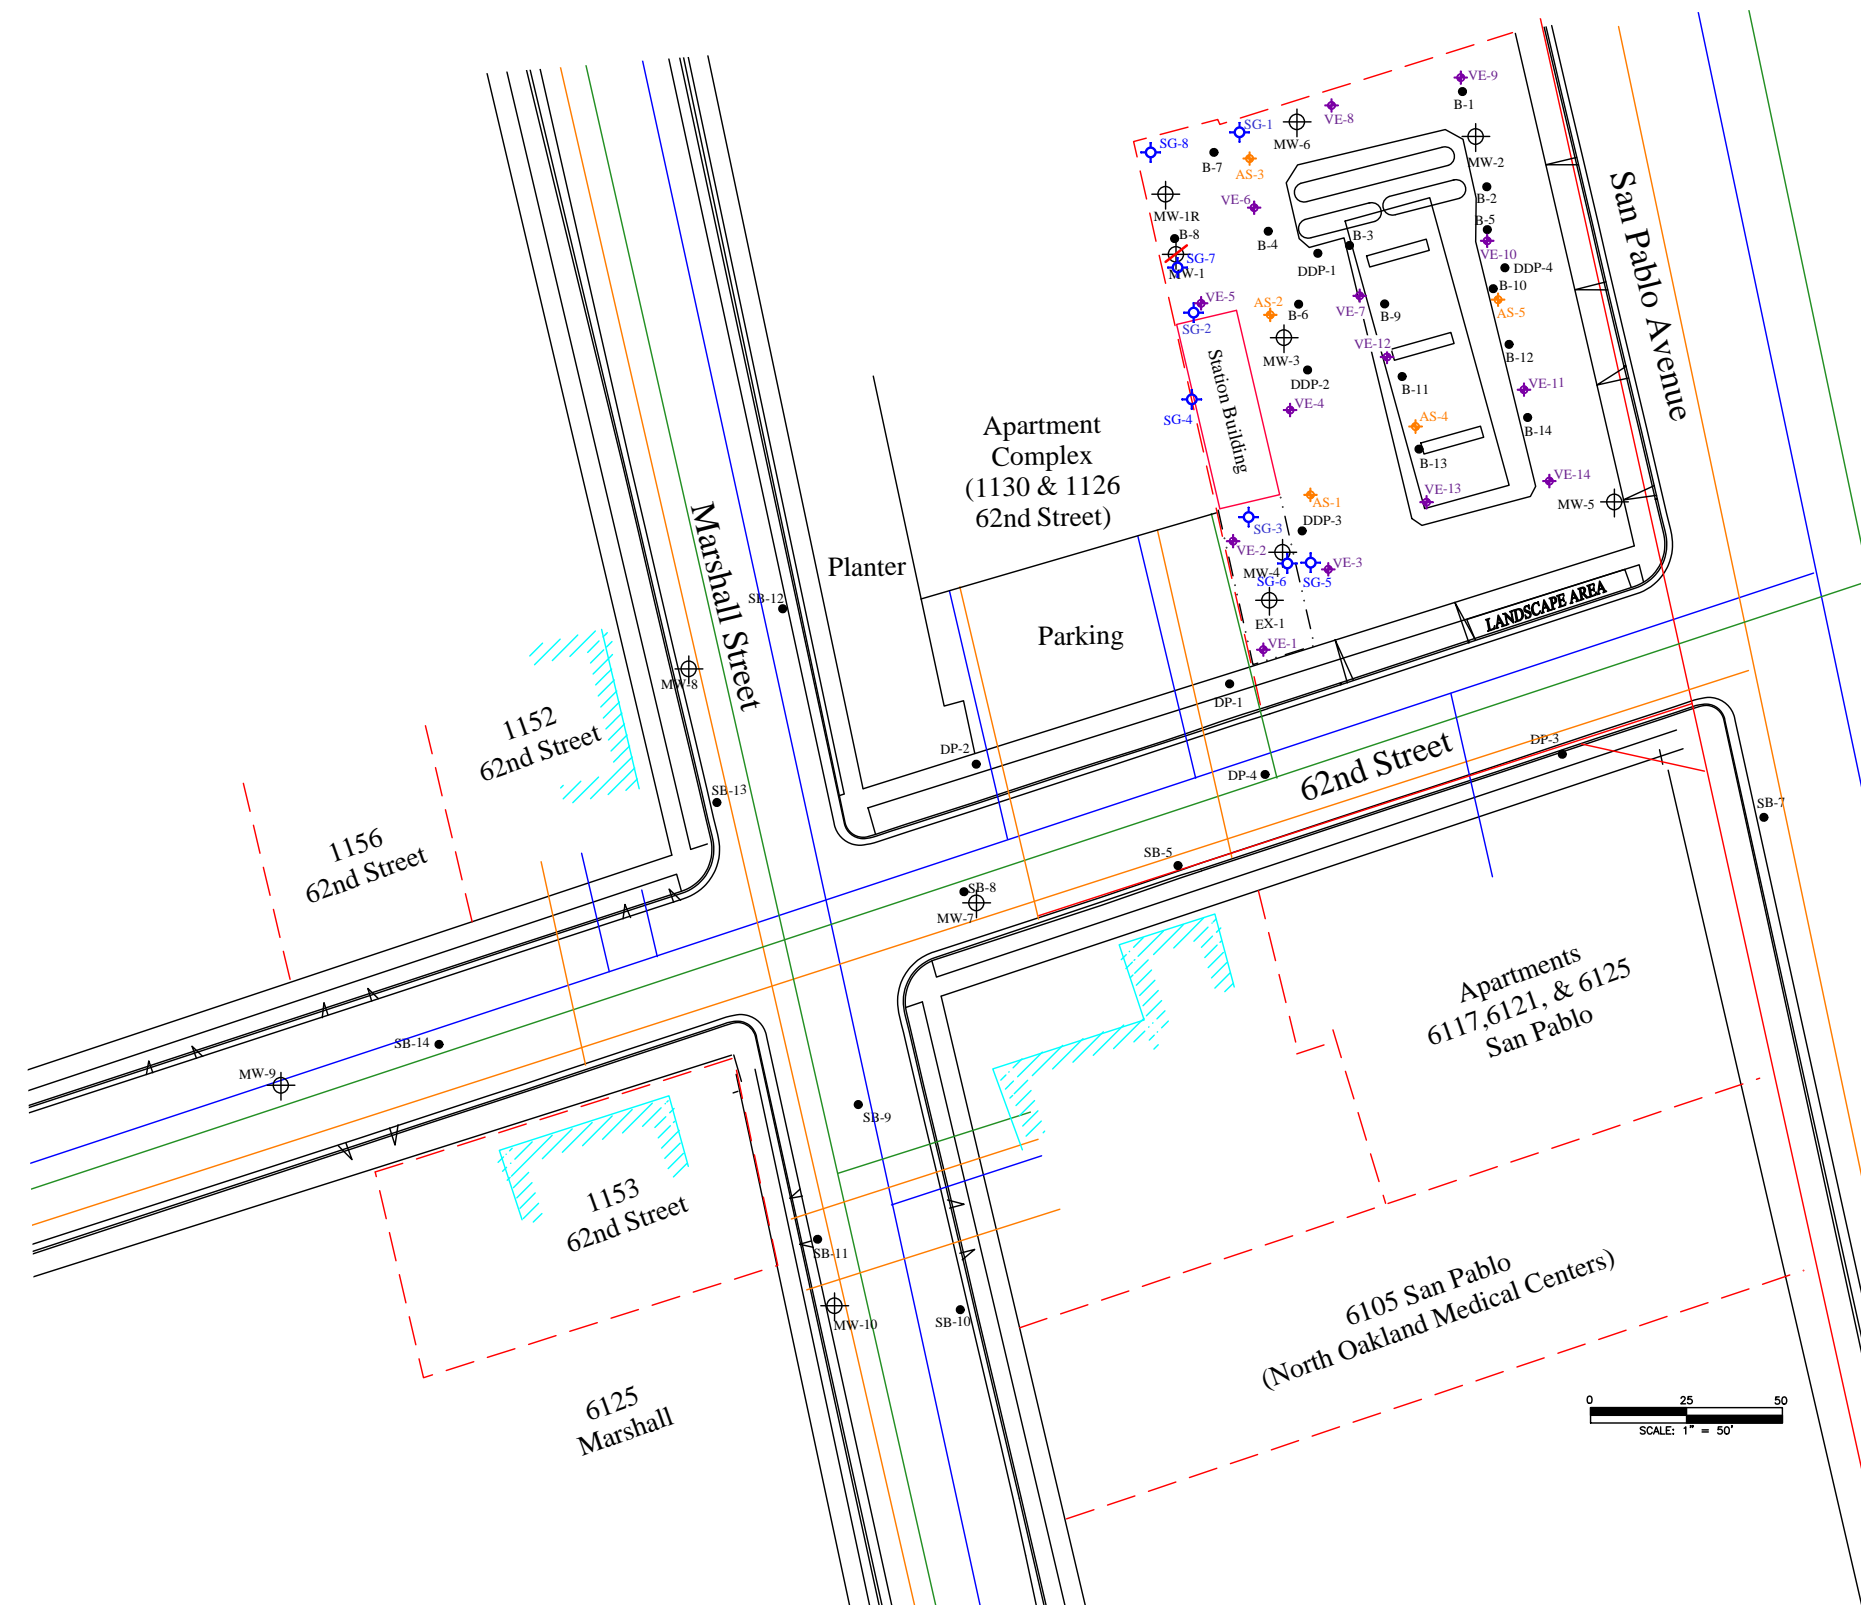 VE-9
B-1
VE-8
SG-1
MW-6
SG-8
B-7
AS-3
MW-2
B-2
VE-6
MW-1R
B-8
B-4
B-5
B-3
VE-10
SG-7
MW-1
DDP-1
DDP-4
B-10
AS-5
VE-5
SG-2
AS-2
B-6
VE-7
B-9
San Pablo Avenue
MW-3
VE-12
B-12
DDP-2
B-11
VE-11
Station Building
VE-4
SG-4
AS-4
B-14
B-13
VE-14
VE-13
MW-5
AS-1
SG-3
DDP-3
VE-2
MW-4
VE-3
SG-6
SG-5
EX-1
VE-1
LANDSCAPE AREA
Apartment
Complex
(1130 & 1126
62nd Street)
Planter
Parking
Marshall Street
SB-12
MW-8
1152
62nd Street
DP-1
DP-2
DP-4
62nd Street
DP-3
SB-13
SB-7
1156
62nd Street
SB-5
SB-8
MW-7
Apartments
6117,6121, & 6125
San Pablo
SB-14
MW-9
SB-9
1153
62nd Street
SB-11
MW-10
SB-10
6105 San Pablo
(North Oakland Medical Centers)
6125
Marshall
0 25 50
SCALE: 1" = 50'